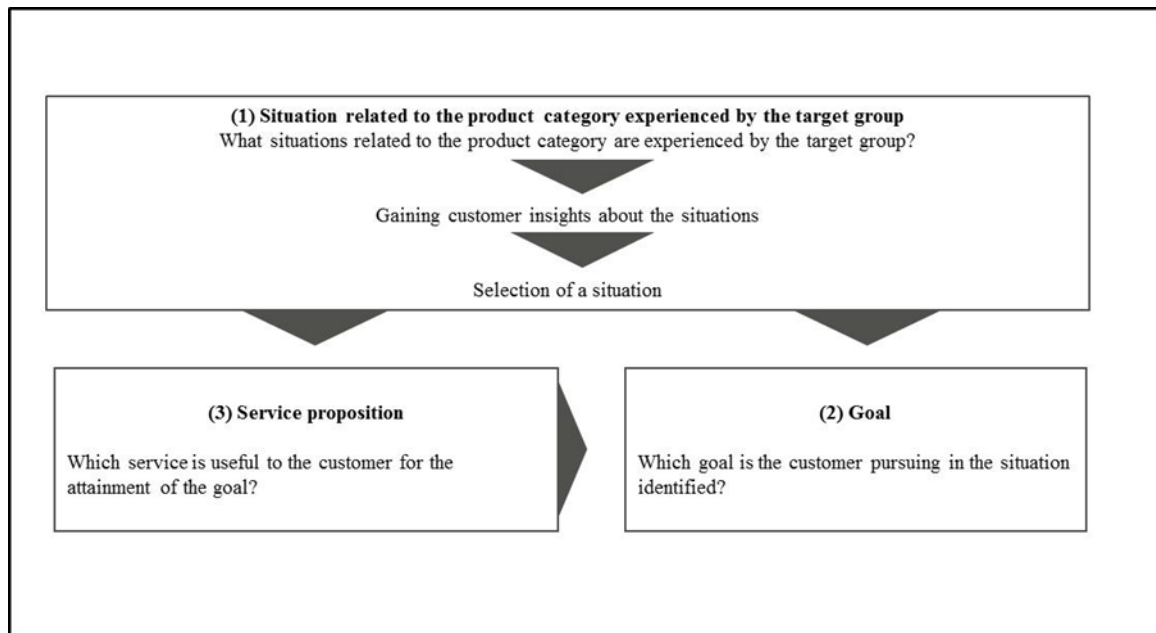 (1) Situation related to the product category experienced by the target group
What situations related to the product category are experienced by the target group?
Gaining customer insights about the situations
Selection of a situation
(3) Service proposition
Which service is useful to the customer for the
attainment of the goal?
(2) Goal
Which goal is the customer pursuing in the situation
identified?